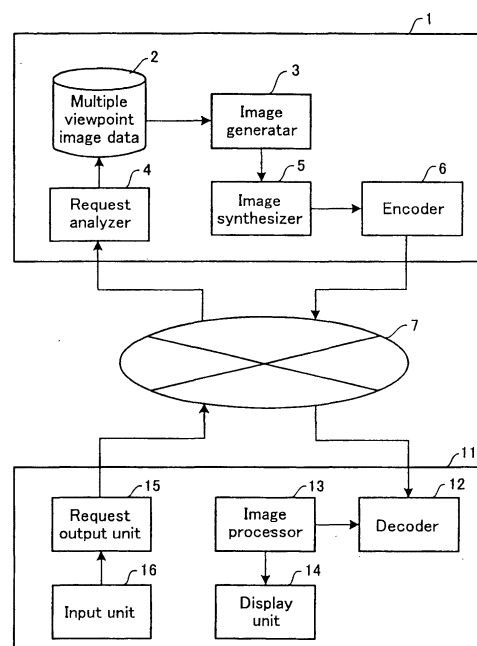 1
2
Multiple
viewpoint
image data
3
Image
generatar
4
Request
analyzer
5
Image
synthesizer
6
Encoder
7
11
15
Request
output unit
13
Image
processor
12
Decoder
16
Input unit
14
Display
unit